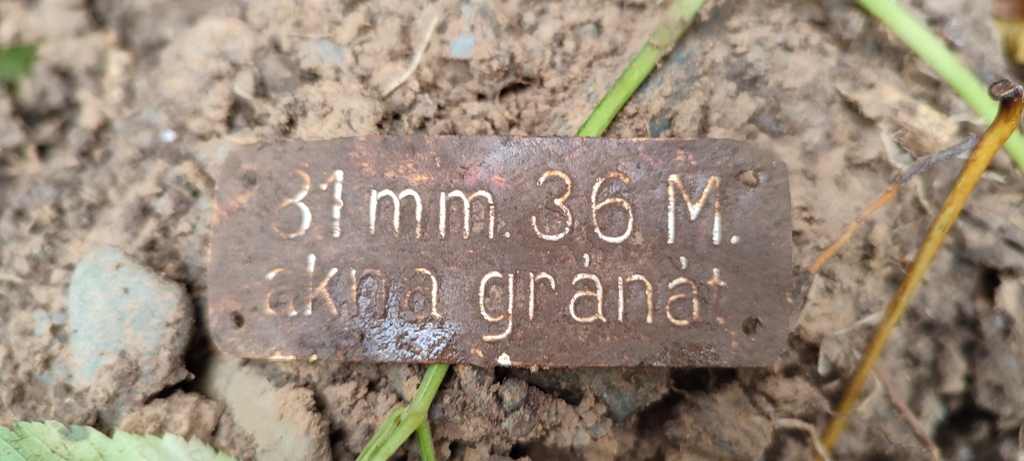 81 mm. 36 M.
akna gránát